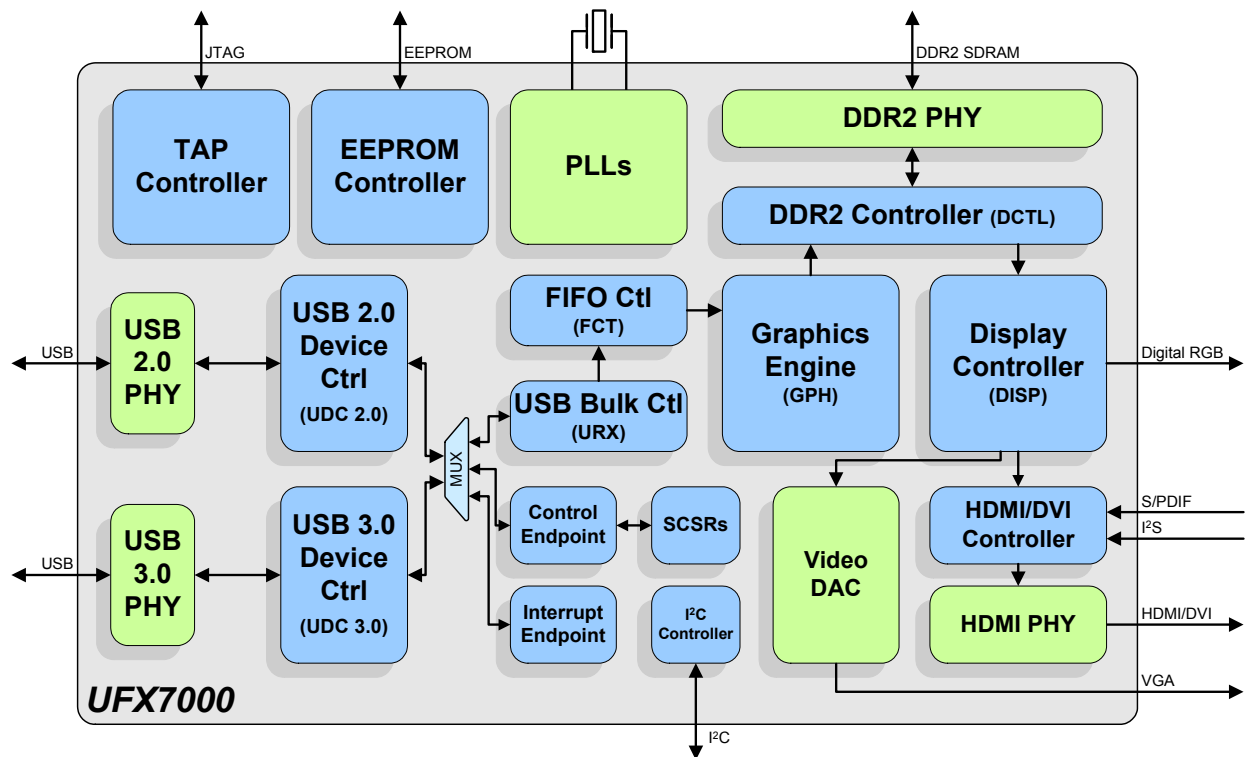 JTAG
EEPROM
DDR2 SDRAM
TAP
Controller
EEPROM
Controller
PLLs
DDR2 PHY
DDR2 Controller (DCTL)
USB
USB
2.0
PHY
USB 2.0
Device
Ctrl
(UDC 2.0)
FIFO Ctl
(FCT)
USB Bulk Ctl
(URX)
Graphics
Engine
(GPH)
Display
Controller
(DISP)
Digital RGB
MUX
USB
USB
3.0
PHY
USB 3.0
Device
Ctrl
(UDC 3.0)
Control
Endpoint
SCSRs
Interrupt
Endpoint
I²C
Controller
Video
DAC
HDMI/DVI
Controller
S/PDIF
I²S
HDMI PHY
HDMI/DVI
VGA
UFX7000
I²C